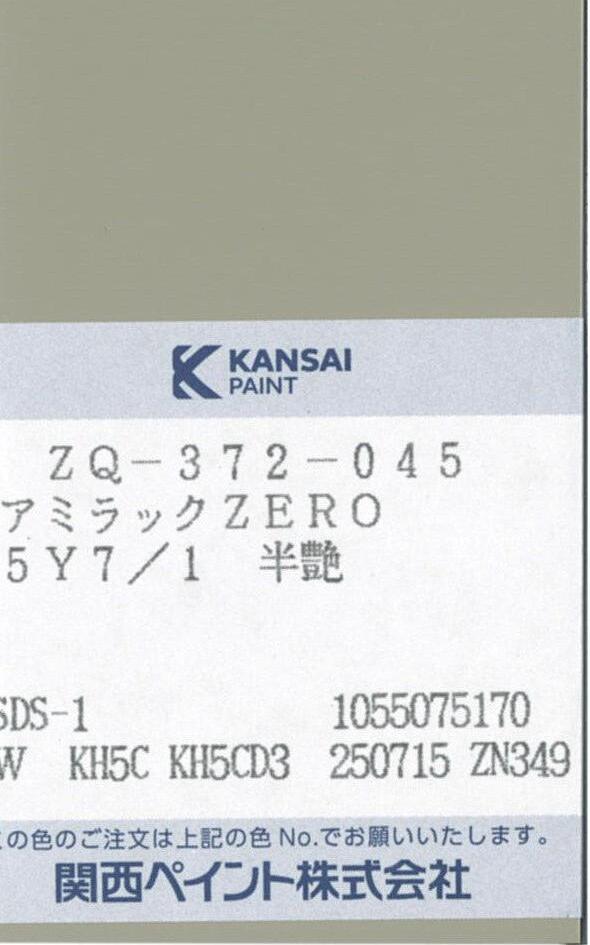 KANSAI
PAINT
ZQ-372-045
アミラックZERO
5Y7/1 半艶
SDS-1 1055075170
W KH5C KH5CD3 250715 ZN349
の色のご注文は上記の色No.でお願いいたします。
関西ペイント株式会社